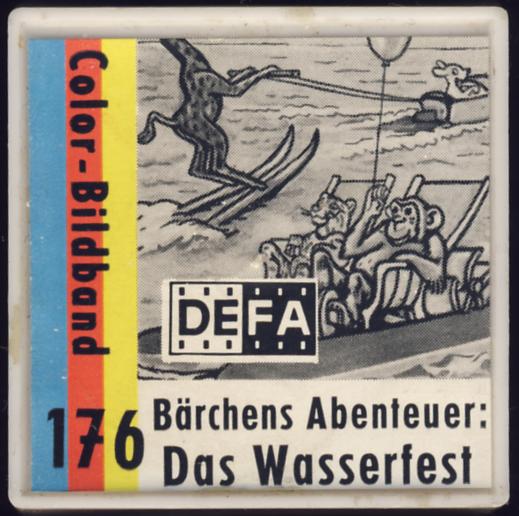 Color-Bildband
DEFA
176
Bärchens Abenteuer:
Das Wasserfest